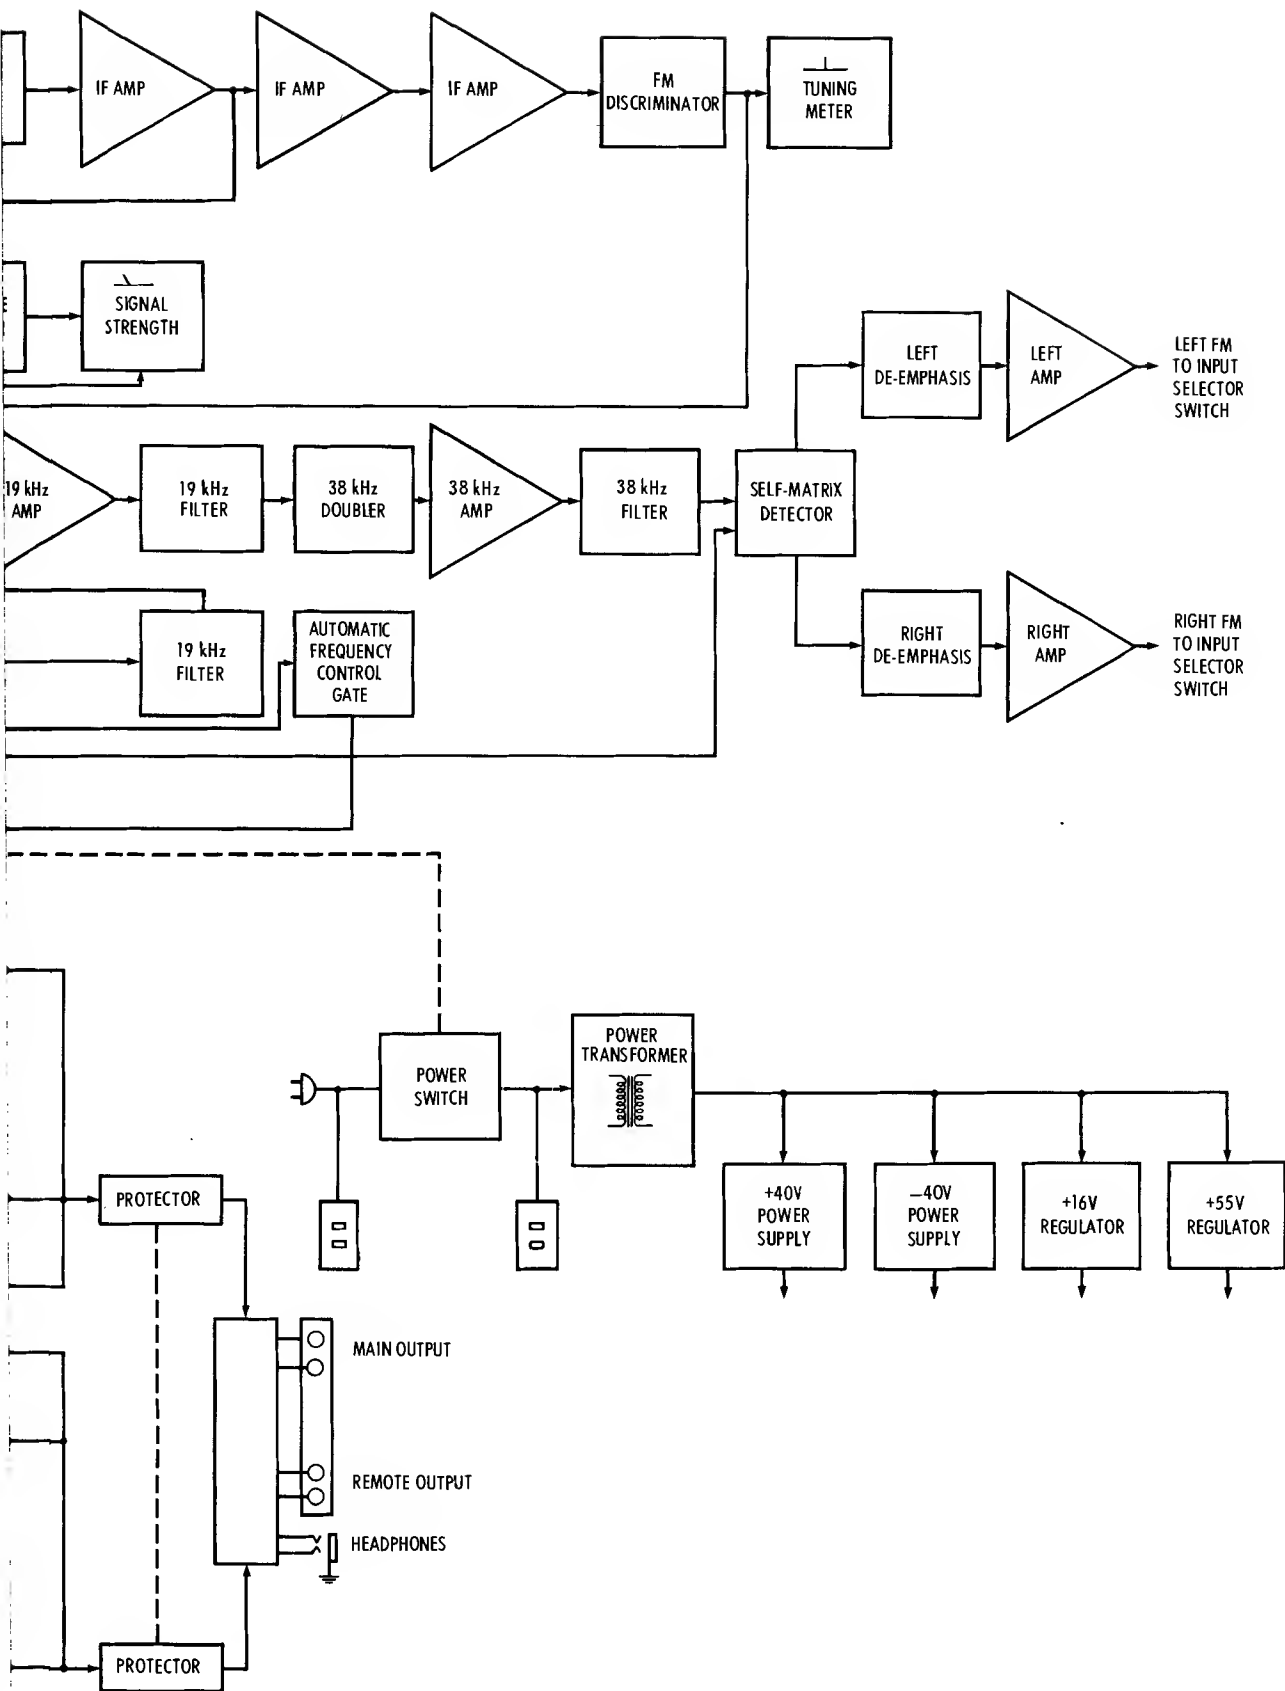 IF AMP
IF AMP
IF AMP
FM
DISCRIMINATOR
TUNING
METER
SIGNAL
STRENGTH
LEFT
DE-EMPHASIS
LEFT
AMP
LEFT FM
TO INPUT
SELECTOR
SWITCH
19 kHz
AMP
19 kHz
FILTER
38 kHz
DOUBLER
38 kHz
AMP
38 kHz
FILTER
SELF-MATRIX
DETECTOR
19 kHz
FILTER
AUTOMATIC
FREQUENCY
CONTROL
GATE
RIGHT
DE-EMPHASIS
RIGHT
AMP
RIGHT FM
TO INPUT
SELECTOR
SWITCH
POWER
SWITCH
POWER
TRANSFORMER
+40V
POWER
SUPPLY
–40V
POWER
SUPPLY
+16V
REGULATOR
+55V
REGULATOR
PROTECTOR
MAIN OUTPUT
REMOTE OUTPUT
HEADPHONES
PROTECTOR